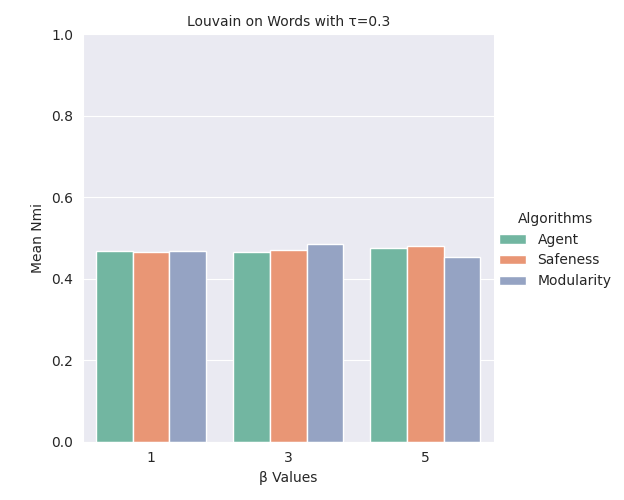 Louvain on Words with τ=0.3
1.0
0.8
0.6
0.4
0.2
0.0
Mean Nmi
1
3
5
β Values
Algorithms
Agent
Safeness
Modularity